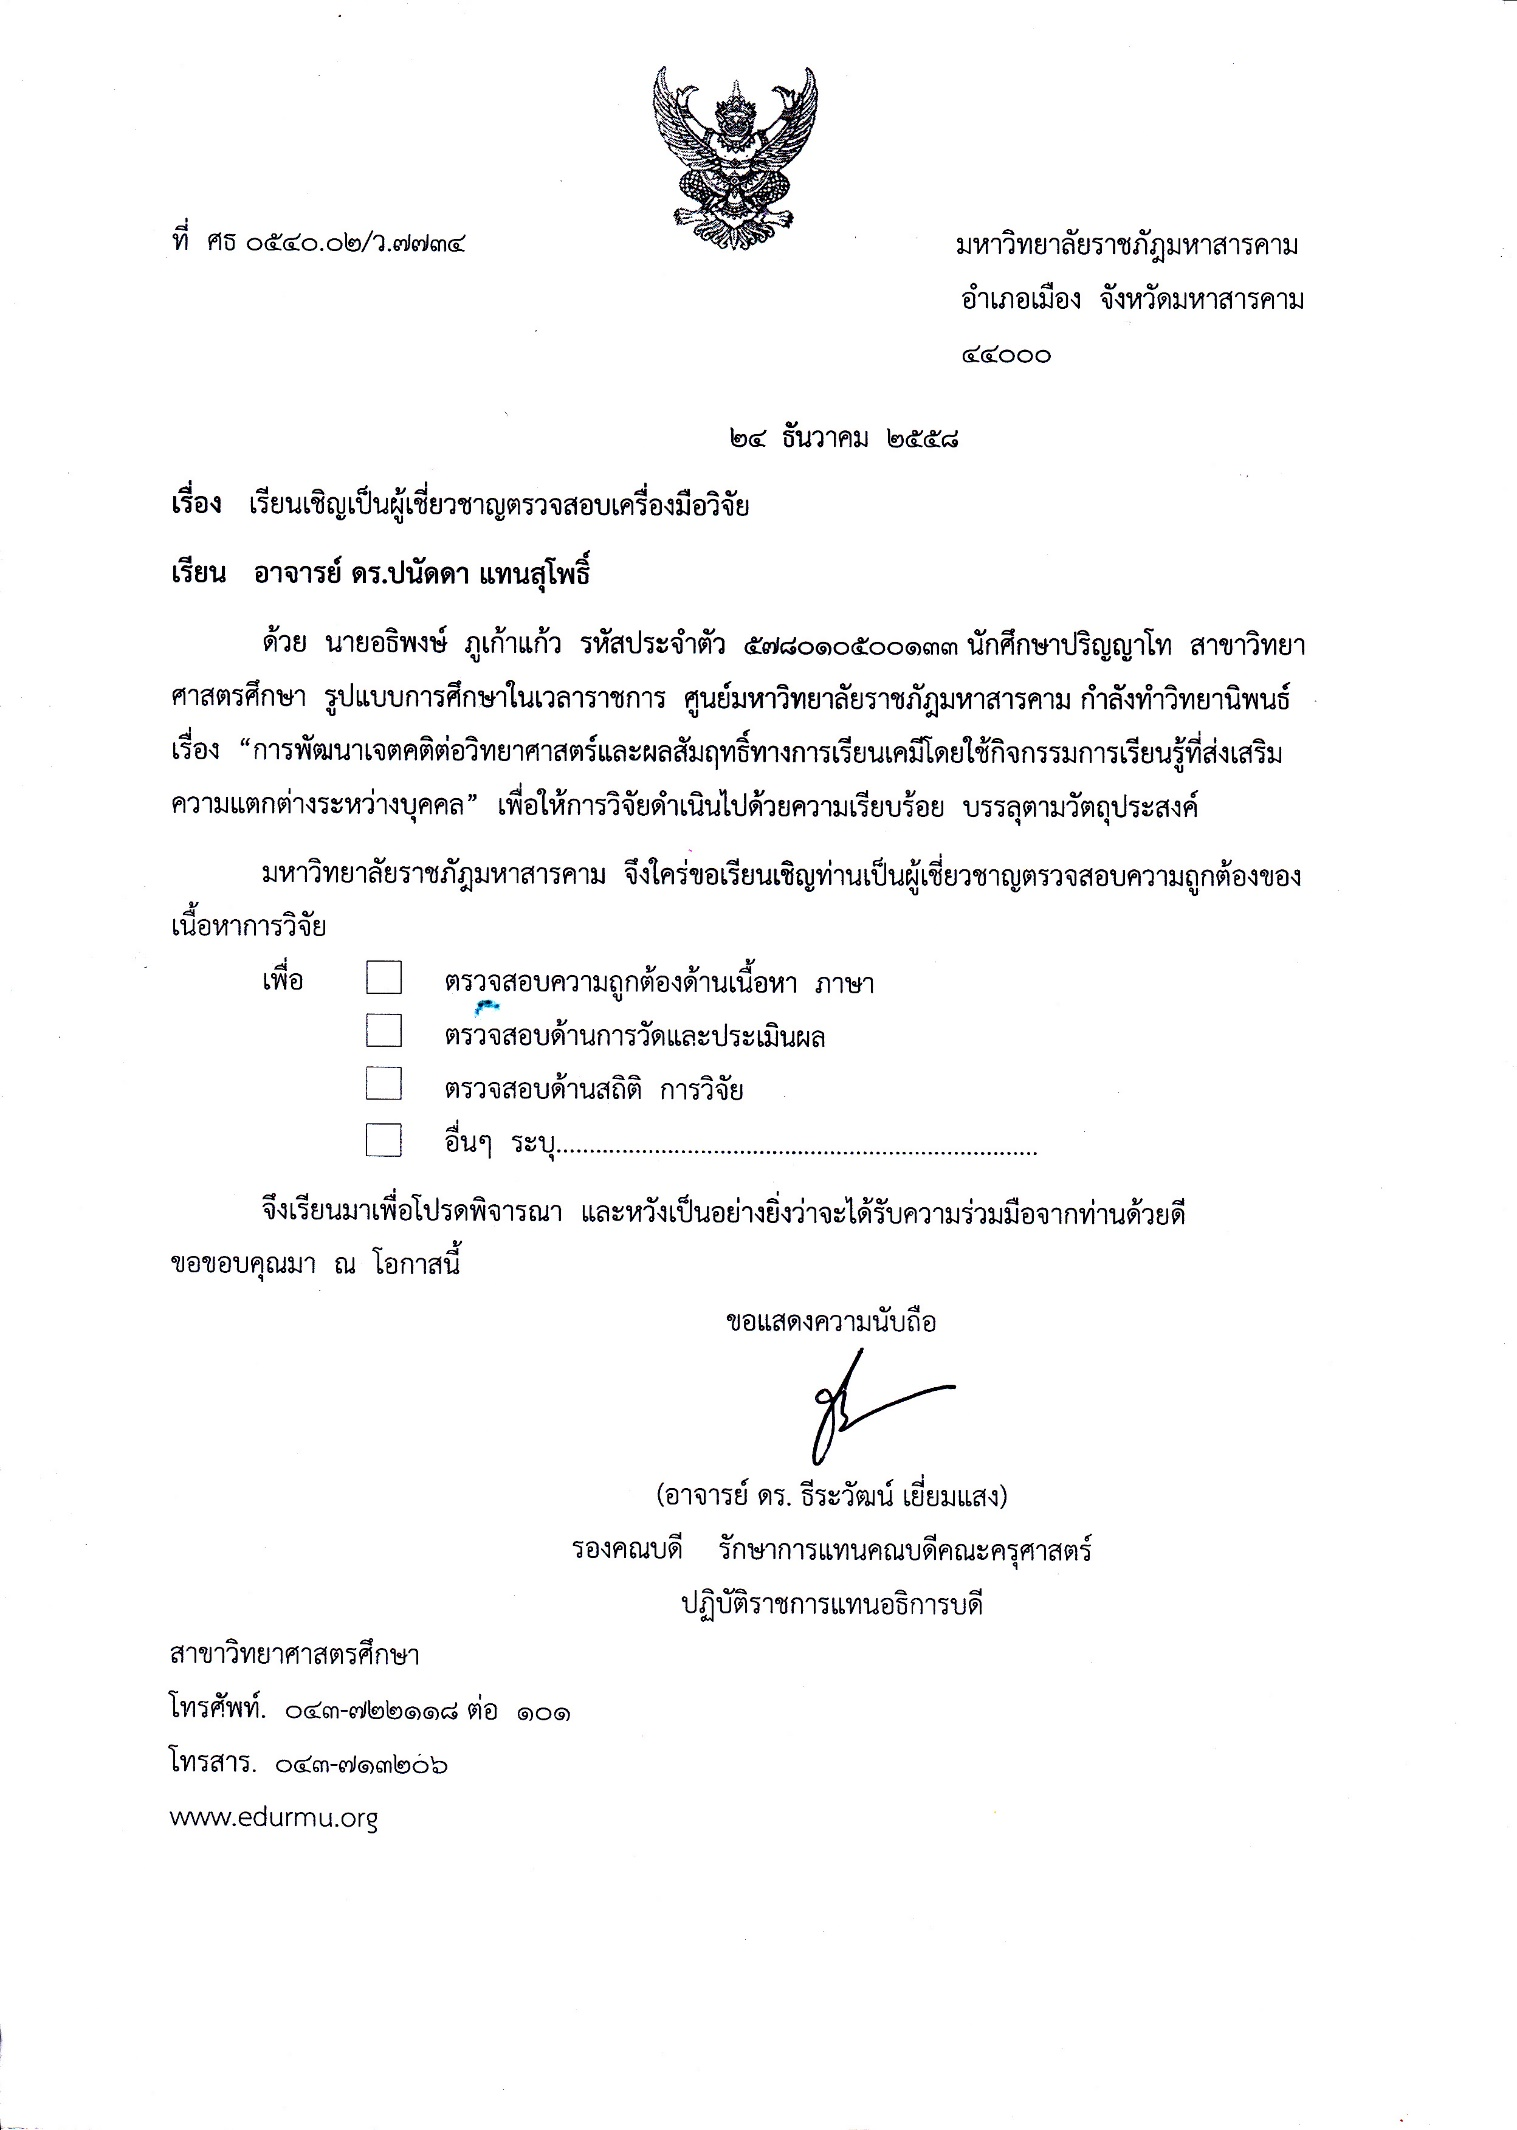 ที่ ศธ ๐๕๔๐.๐๒/ว.๗๗๓๔
มหาวิทยาลัยราชภัฏมหาสารคาม
อำเภอเมือง จังหวัดมหาสารคาม
๔๔๐๐๐
๒๔ ธันวาคม ๒๕๕๘
เรื่อง เรียนเชิญเป็นผู้เชี่ยวชาญตรวจสอบเครื่องมือวิจัย
เรียน อาจารย์ ดร.ปนัดดา แทนสุโพธิ์
ด้วย นายอธิพงษ์ ภูเก้าแก้ว รหัสประจำตัว ๕๗๘๐๑๐๕๐๐๑๓๓ นักศึกษาปริญญาโท สาขาวิทยา
ศาสตรศึกษา รูปแบบการศึกษาในเวลาราชการ ศูนย์มหาวิทยาลัยราชภัฏมหาสารคาม กำลังทำวิทยานิพนธ์
เรื่อง “การพัฒนาเจตคติต่อวิทยาศาสตร์และผลสัมฤทธิ์ทางการเรียนเคมีโดยใช้กิจกรรมการเรียนรู้ที่ส่งเสริม
ความแตกต่างระหว่างบุคคล” เพื่อให้การวิจัยดำเนินไปด้วยความเรียบร้อย บรรลุตามวัตถุประสงค์
มหาวิทยาลัยราชภัฏมหาสารคาม จึงใคร่ขอเรียนเชิญท่านเป็นผู้เชี่ยวชาญตรวจสอบความถูกต้องของ
เนื้อหาการวิจัย
เพื่อ ตรวจสอบความถูกต้องด้านเนื้อหา ภาษา
ตรวจสอบด้านการวัดและประเมินผล
ตรวจสอบด้านสถิติ การวิจัย
อื่นๆ ระบุ........................................................................
จึงเรียนมาเพื่อโปรดพิจารณา และหวังเป็นอย่างยิ่งว่าจะได้รับความร่วมมือจากท่านด้วยดี
ขอขอบคุณมา ณ โอกาสนี้
ขอแสดงความนับถือ
(อาจารย์ ดร. ธีระวัฒน์ เยี่ยมแสง)
รองคณบดี รักษาการแทนคณบดีคณะครุศาสตร์
ปฏิบัติราชการแทนอธิการบดี
สาขาวิทยาศาสตรศึกษา
โทรศัพท์. ๐๔๓-๗๒๒๑๑๘ ต่อ ๑๐๑
โทรสาร. ๐๔๓-๗๑๓๒๐๖
www.edurmu.org